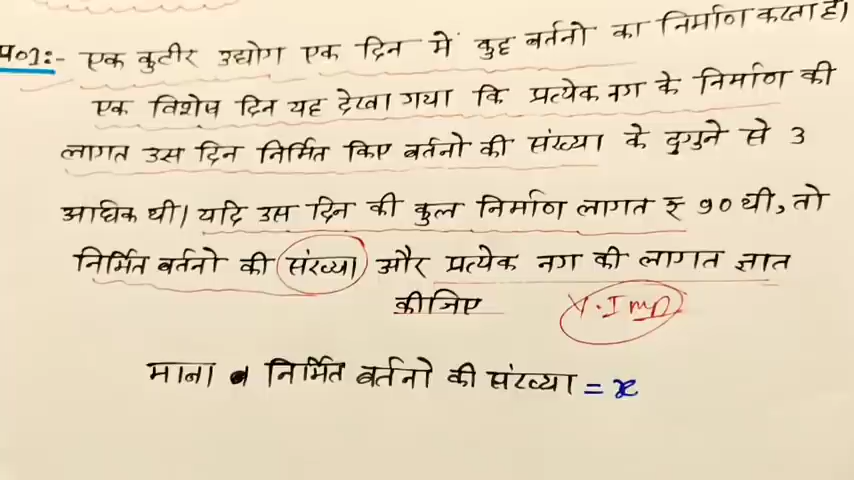 प्र०1:- एक कुटीर उद्योग एक दिन में कुछ बर्तनो का निर्माण करता है।
एक विशेष दिन यह देखा गया कि प्रत्येक नग के निर्माण की
लागत उस दिन निर्मित किए बर्तनो की संख्या के दुगुने से 3
अधिक थी। यदि उस दिन की कुल निर्माण लागत ₹ 90 थी, तो
निर्मित बर्तनो की संख्या और प्रत्येक नग की लागत ज्ञात
कीजिए V.Imp
माना निर्मित बर्तनो की संख्या = x